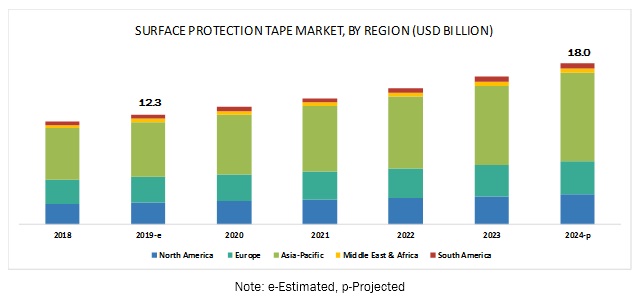 SURFACE PROTECTION TAPE MARKET, BY REGION (USD BILLION)
18.0
12.3
2018 2019-e 2020 2021 2022 2023 2024-p
North America Europe Asia-Pacific Middle East & Africa South America
Note: e-Estimated, p-Projected